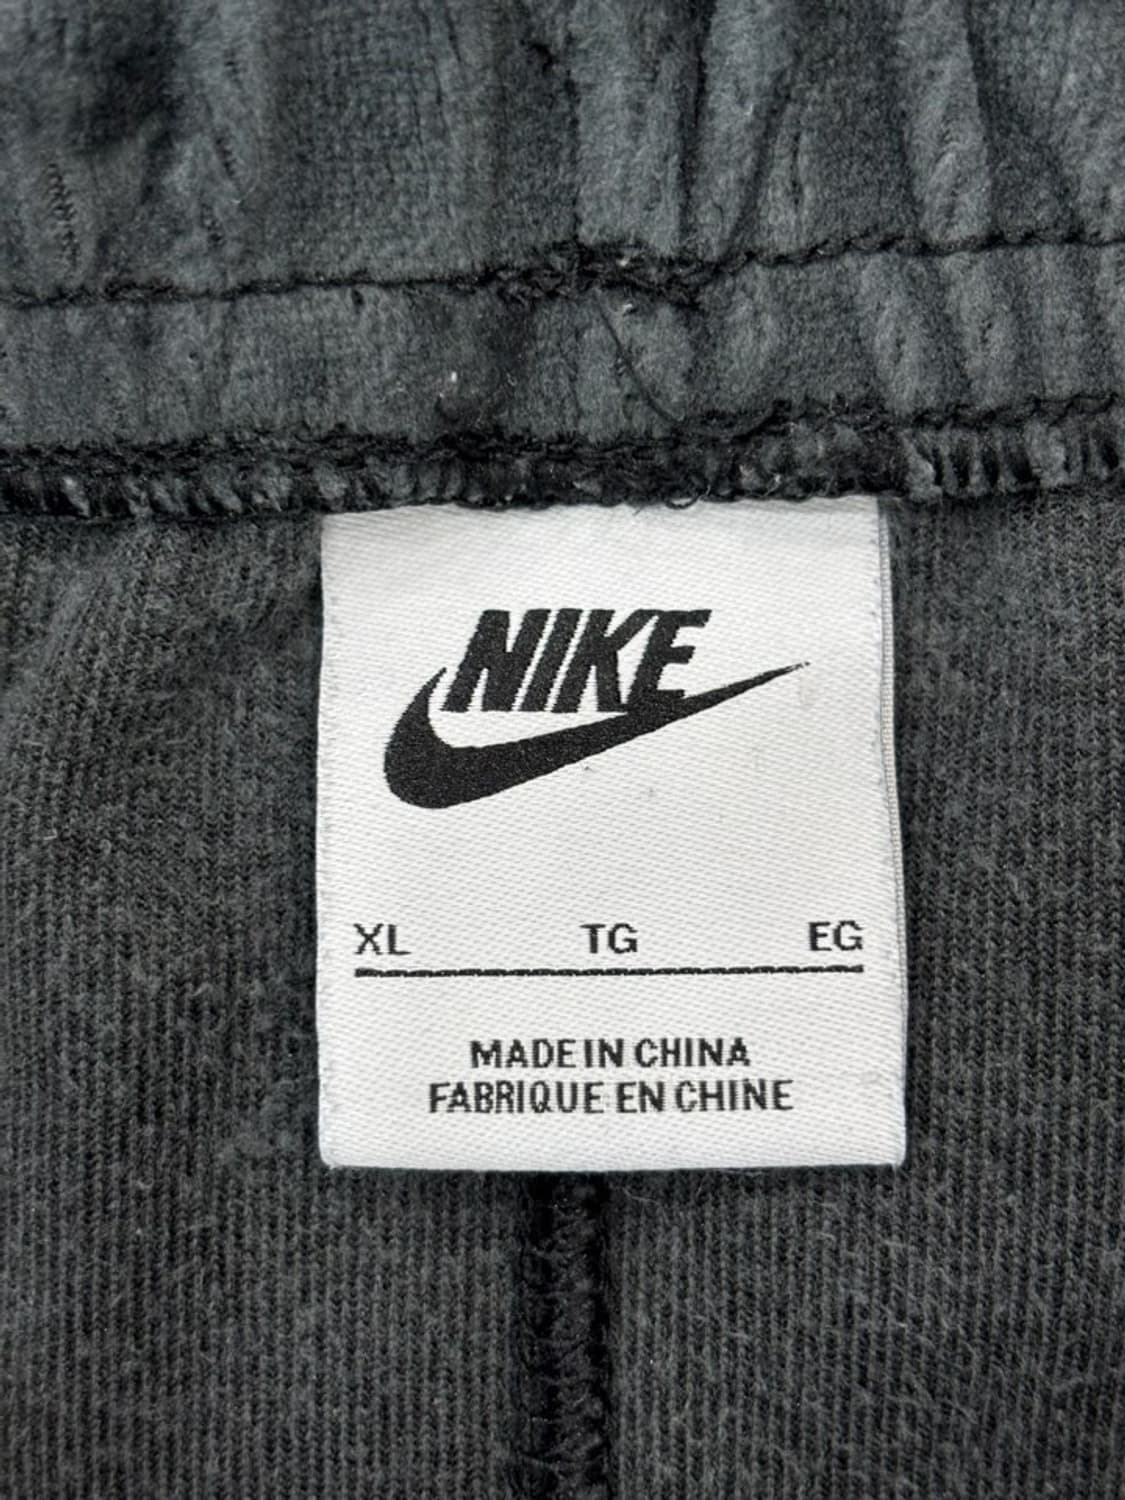 NIKE
XL TG EG
MADE IN CHINA
FABRIQUE EN CHINE